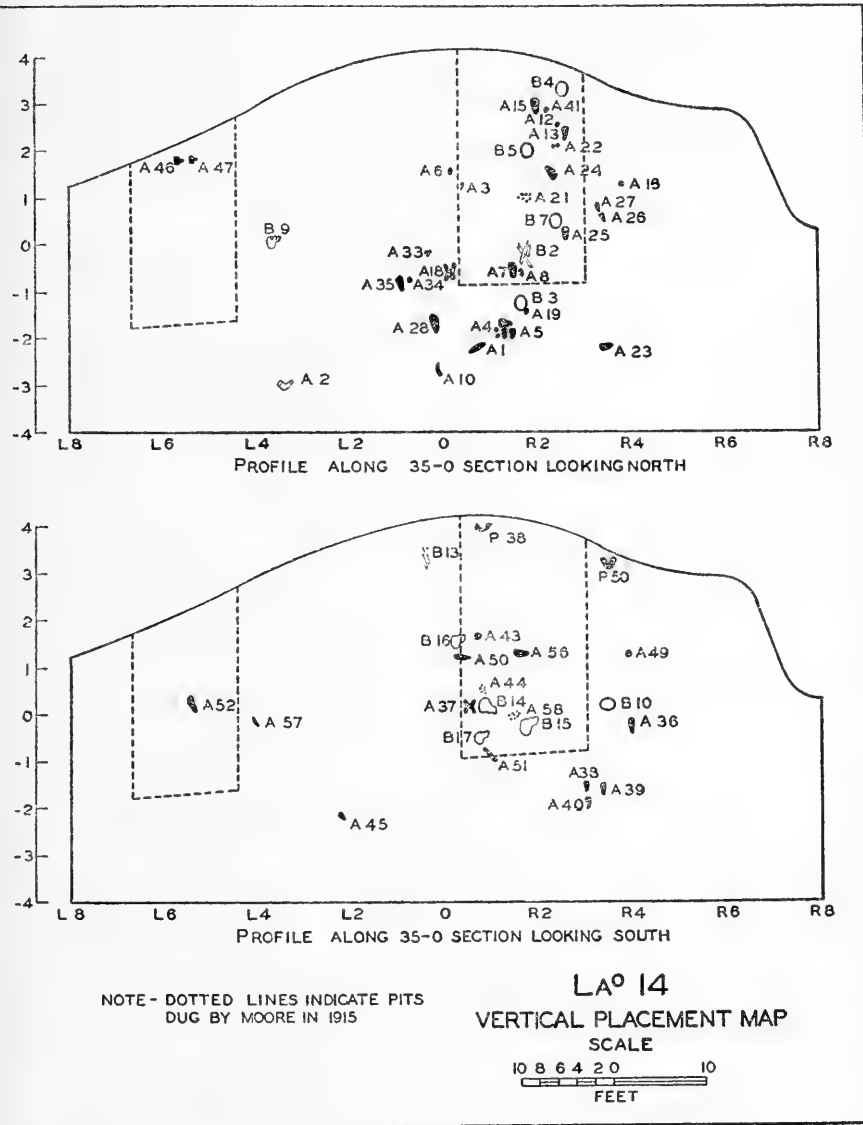 4
B4
A15 A41
3
A12
A13
A22
2
B5
A46 A47
A6
A24
A3
A18
1
A21
A27
B7
A26
B9
A25
0
A33
B2
A18
A7
A8
A35 A34
-1
B3
A19
A28
A4
A5
-2
A1
A23
A2
A10
-3
-4
L8 L6 L4 L2 0 R2 R4 R6 R8
PROFILE ALONG 35-0 SECTION LOOKING NORTH
4
P 38
B13
3
P50
2
B16
A43
A50
A56
A49
1
A44
A52
A37
B14
A58
B10
0
A57
B15
A36
B17
-1
A51
A33
A39
A40
-2
A45
-3
-4
L8 L6 L4 L2 0 R2 R4 R6 R8
PROFILE ALONG 35-0 SECTION LOOKING SOUTH
NOTE - DOTTED LINES INDICATE PITS
DUG BY MOORE IN 1915
LAº 14
VERTICAL PLACEMENT MAP
SCALE
10 8 6 4 2 0 10
FEET